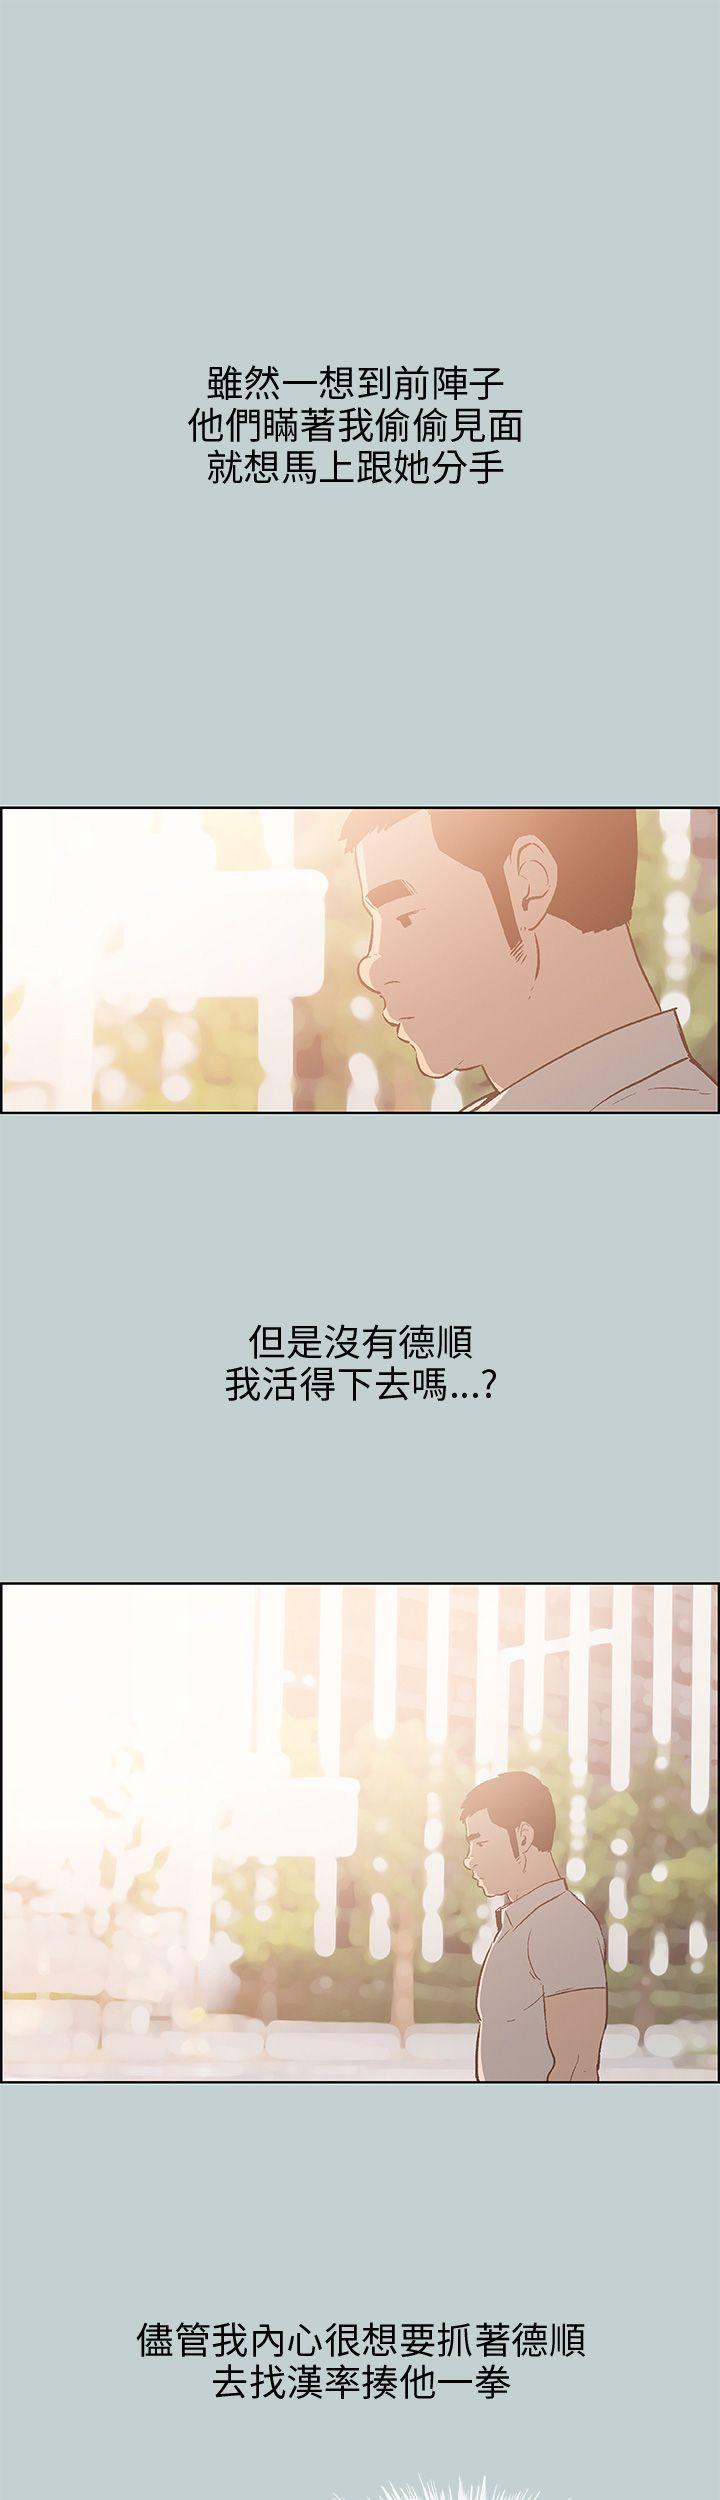 雖然一想到前陣子
他們瞞著我偷偷見面
就想馬上跟她分手
但是沒有德順
我活得下去嗎...?
儘管我內心很想要抓著德順
去找漢率揍他一拳